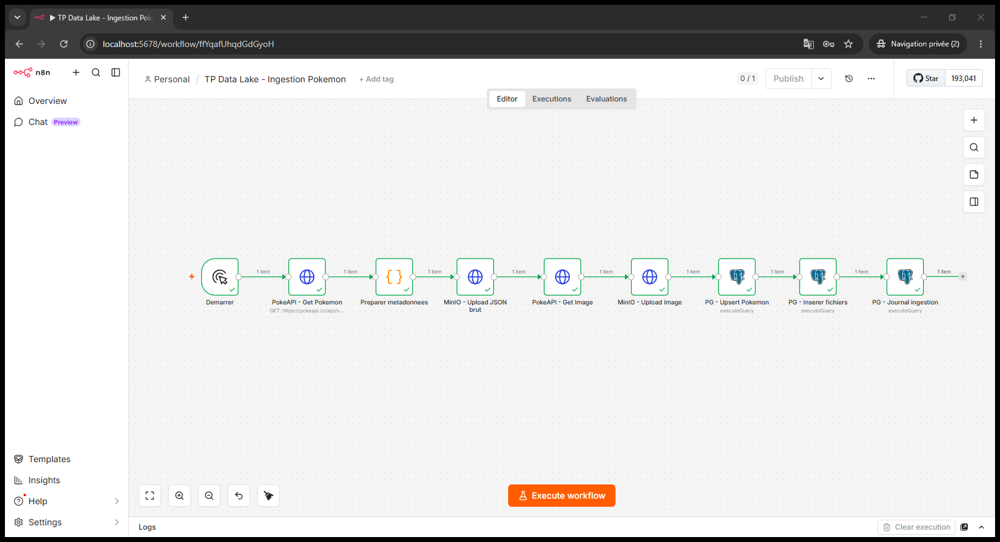 ▶ TP Data Lake - Ingestion Pok
localhost:5678/workflow/ffYqafUhqdGdGyoH
Navigation privée (2)
n8n
Personal / TP Data Lake - Ingestion Pokemon + Add tag
0 / 1
Publish
Star 193,041
Editor Executions Evaluations
Overview
Chat Preview
1 item 1 item 1 item 1 item 1 item 1 item 1 item 1 item 1 item
Demarrer
PokeAPI - Get Pokemon
GET: https://pokeapi.co/api/v...
Preparer metadonnees
MinIO - Upload JSON
brut
PokeAPI - Get Image
MinIO - Upload Image
PG - Upsert Pokemon
executeQuery
PG - Inserer fichiers
executeQuery
PG - Journal ingestion
executeQuery
Templates
Insights
Help
Settings
Execute workflow
Logs
Clear execution